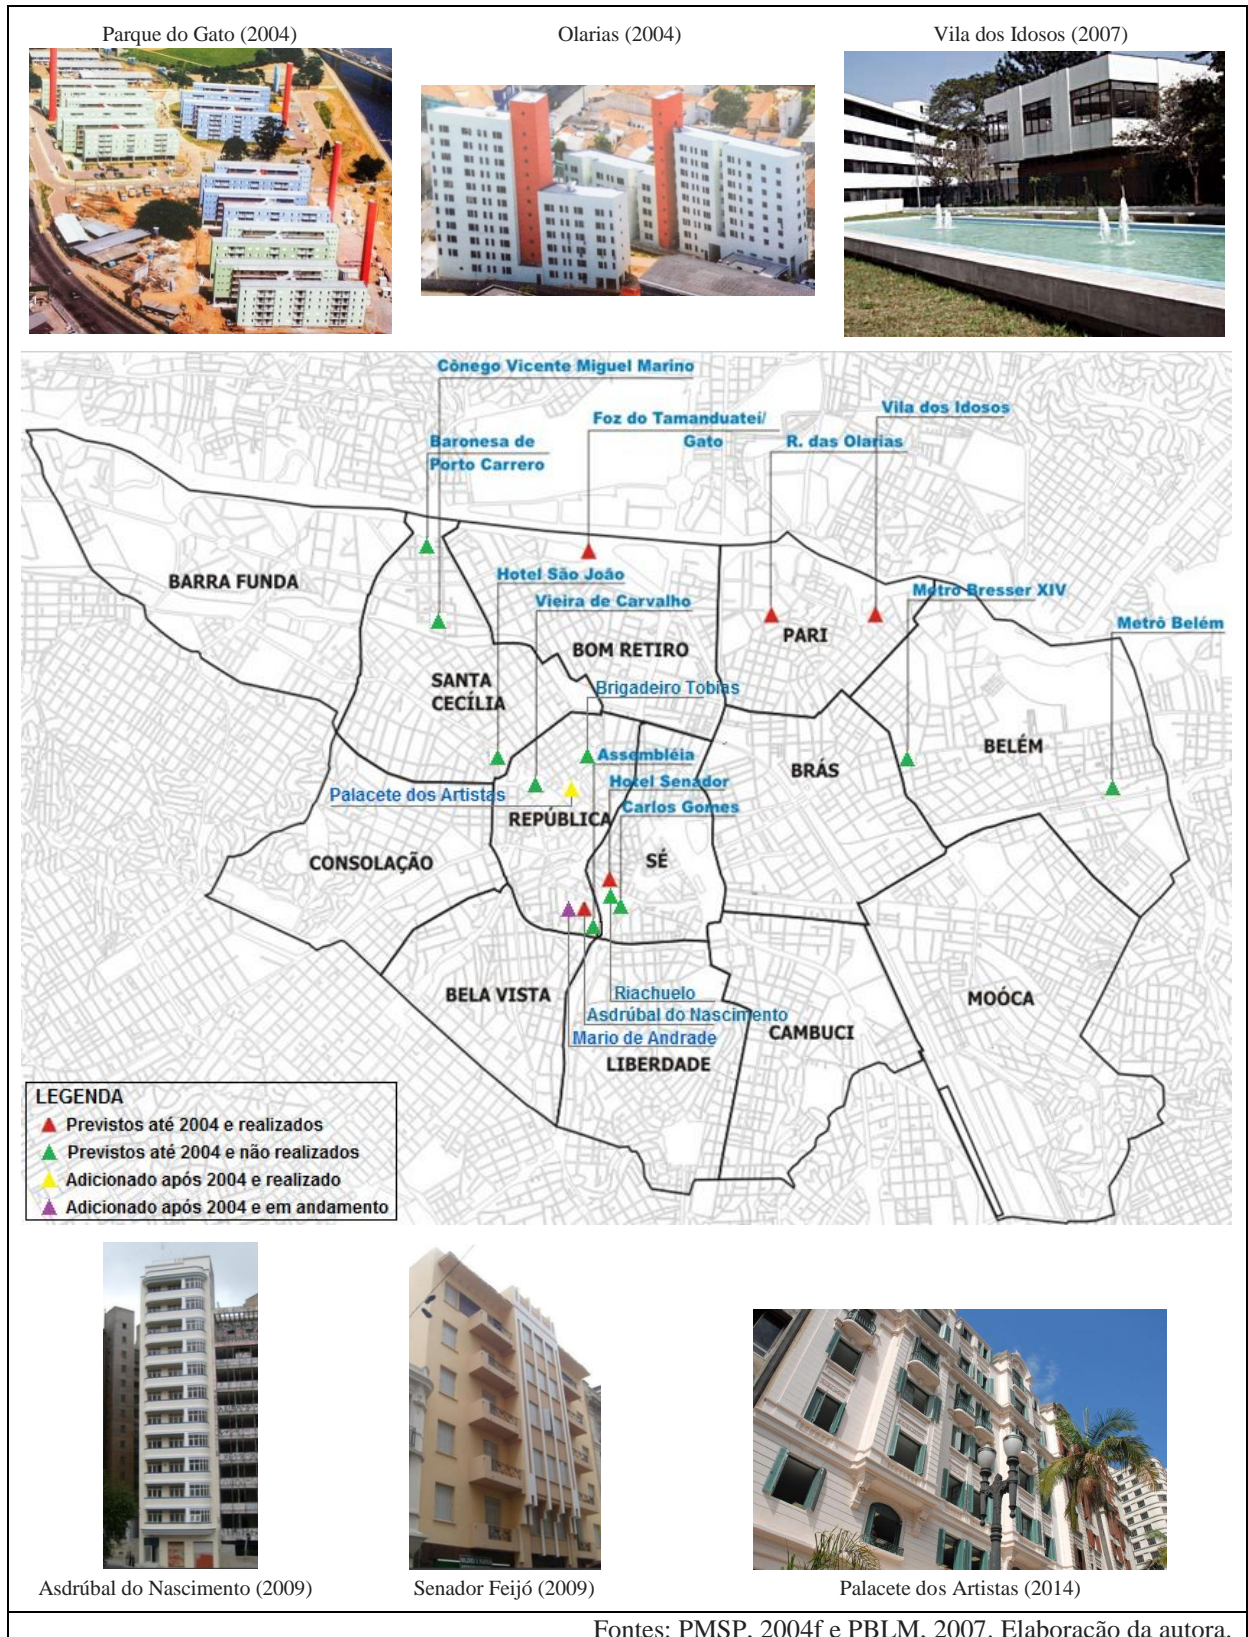 Parque do Gato (2004)
Olarias (2004)
Vila dos Idosos (2007)
Cônego Vicente Miguel Marino
Foz do Tamanduateí/
Gato
Vila dos Idosos
Baronesa de
Porto Carrero
R. das Olarias
BARRA FUNDA
Hotel São João
Vieira de Carvalho
Metro Bresser XIV
Metrô Belém
PARI
BOM RETIRO
SANTA
CECÍLIA
Brigadeiro Tobias
Assembléia
BELÉM
BRÁS
Hotel Senador
Palacete dos Artistas
Carlos Gomes
REPÚBLICA
CONSOLAÇÃO
SÉ
BELA VISTA
Riachuelo
MOÓCA
Asdrúbal do Nascimento
Mario de Andrade
CAMBUCI
LIBERDADE
LEGENDA
Previstos até 2004 e realizados
Previstos até 2004 e não realizados
Adicionado após 2004 e realizado
Adicionado após 2004 e em andamento
Asdrúbal do Nascimento (2009)
Senador Feijó (2009)
Palacete dos Artistas (2014)
Fontes: PMSP, 2004f e PBLM, 2007. Elaboração da autora.